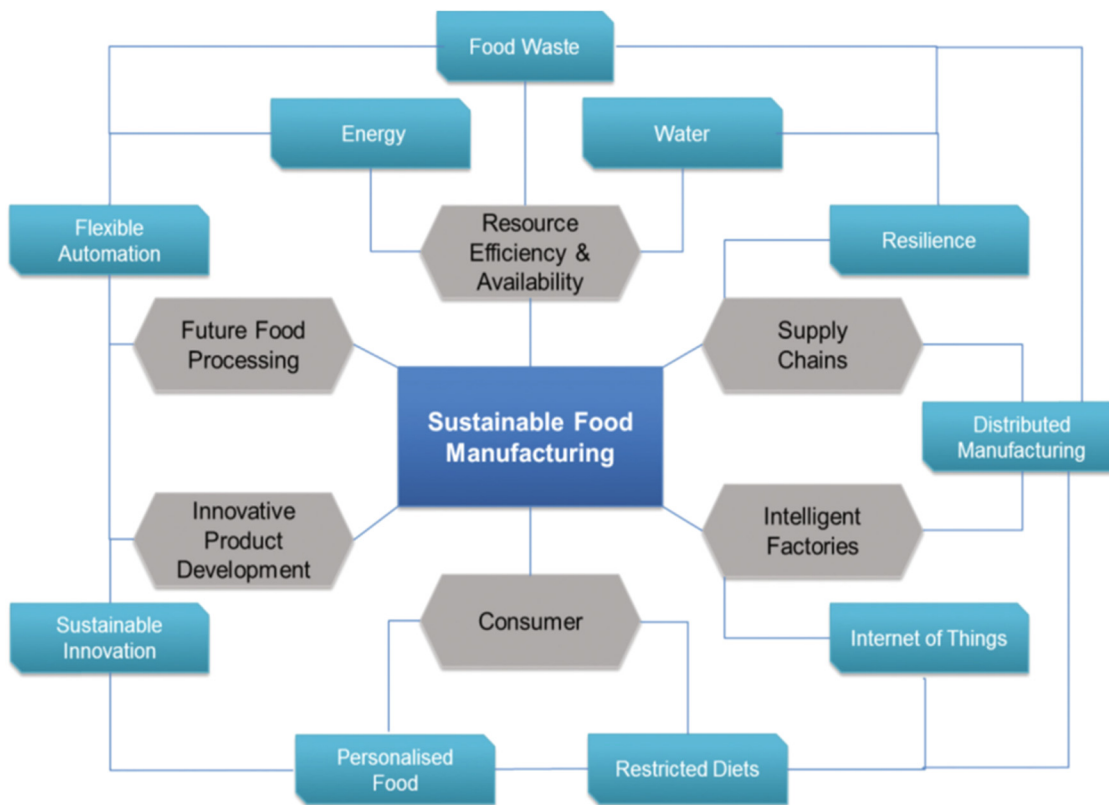 Food Waste
Energy
Water
Flexible
Automation
Resource
Efficiency &
Availability
Resilience
Future Food
Processing
Supply
Chains
Sustainable Food
Manufacturing
Distributed
Manufacturing
Innovative
Product
Development
Intelligent
Factories
Consumer
Sustainable
Innovation
Internet of Things
Personalised
Food
Restricted Diets